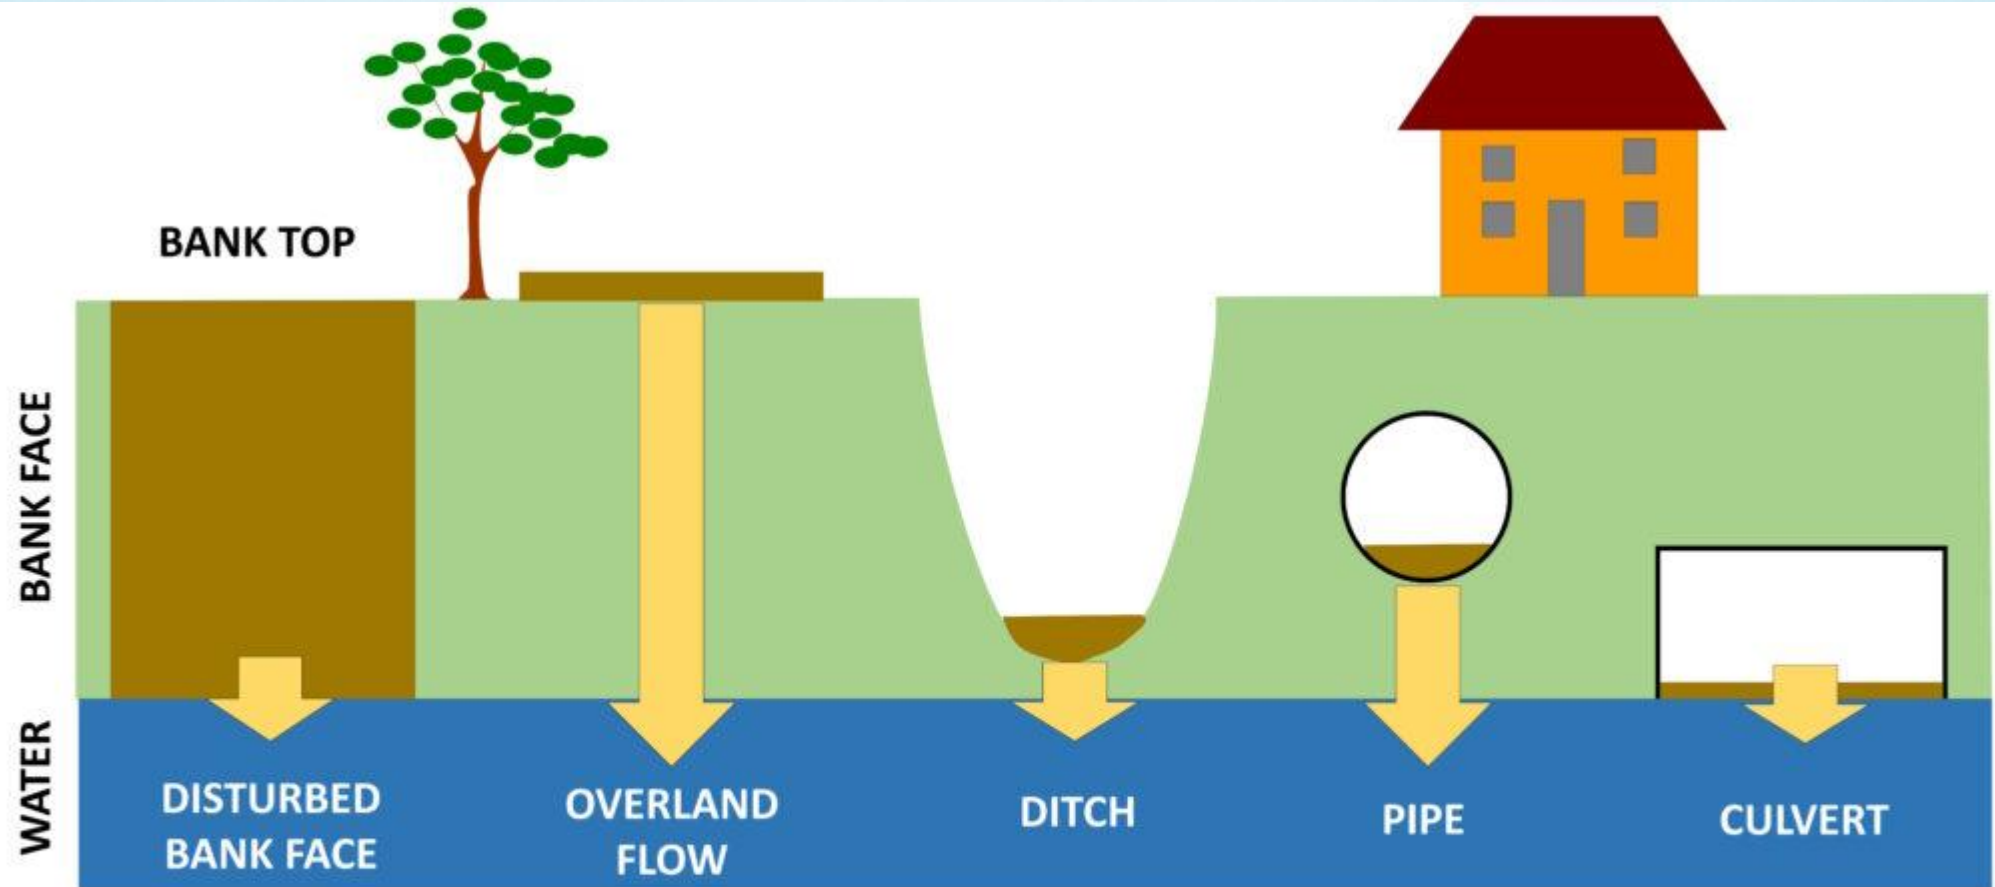 BANK TOP
BANK FACE
WATER
DISTURBED
BANK FACE
OVERLAND
FLOW
DITCH
PIPE
CULVERT